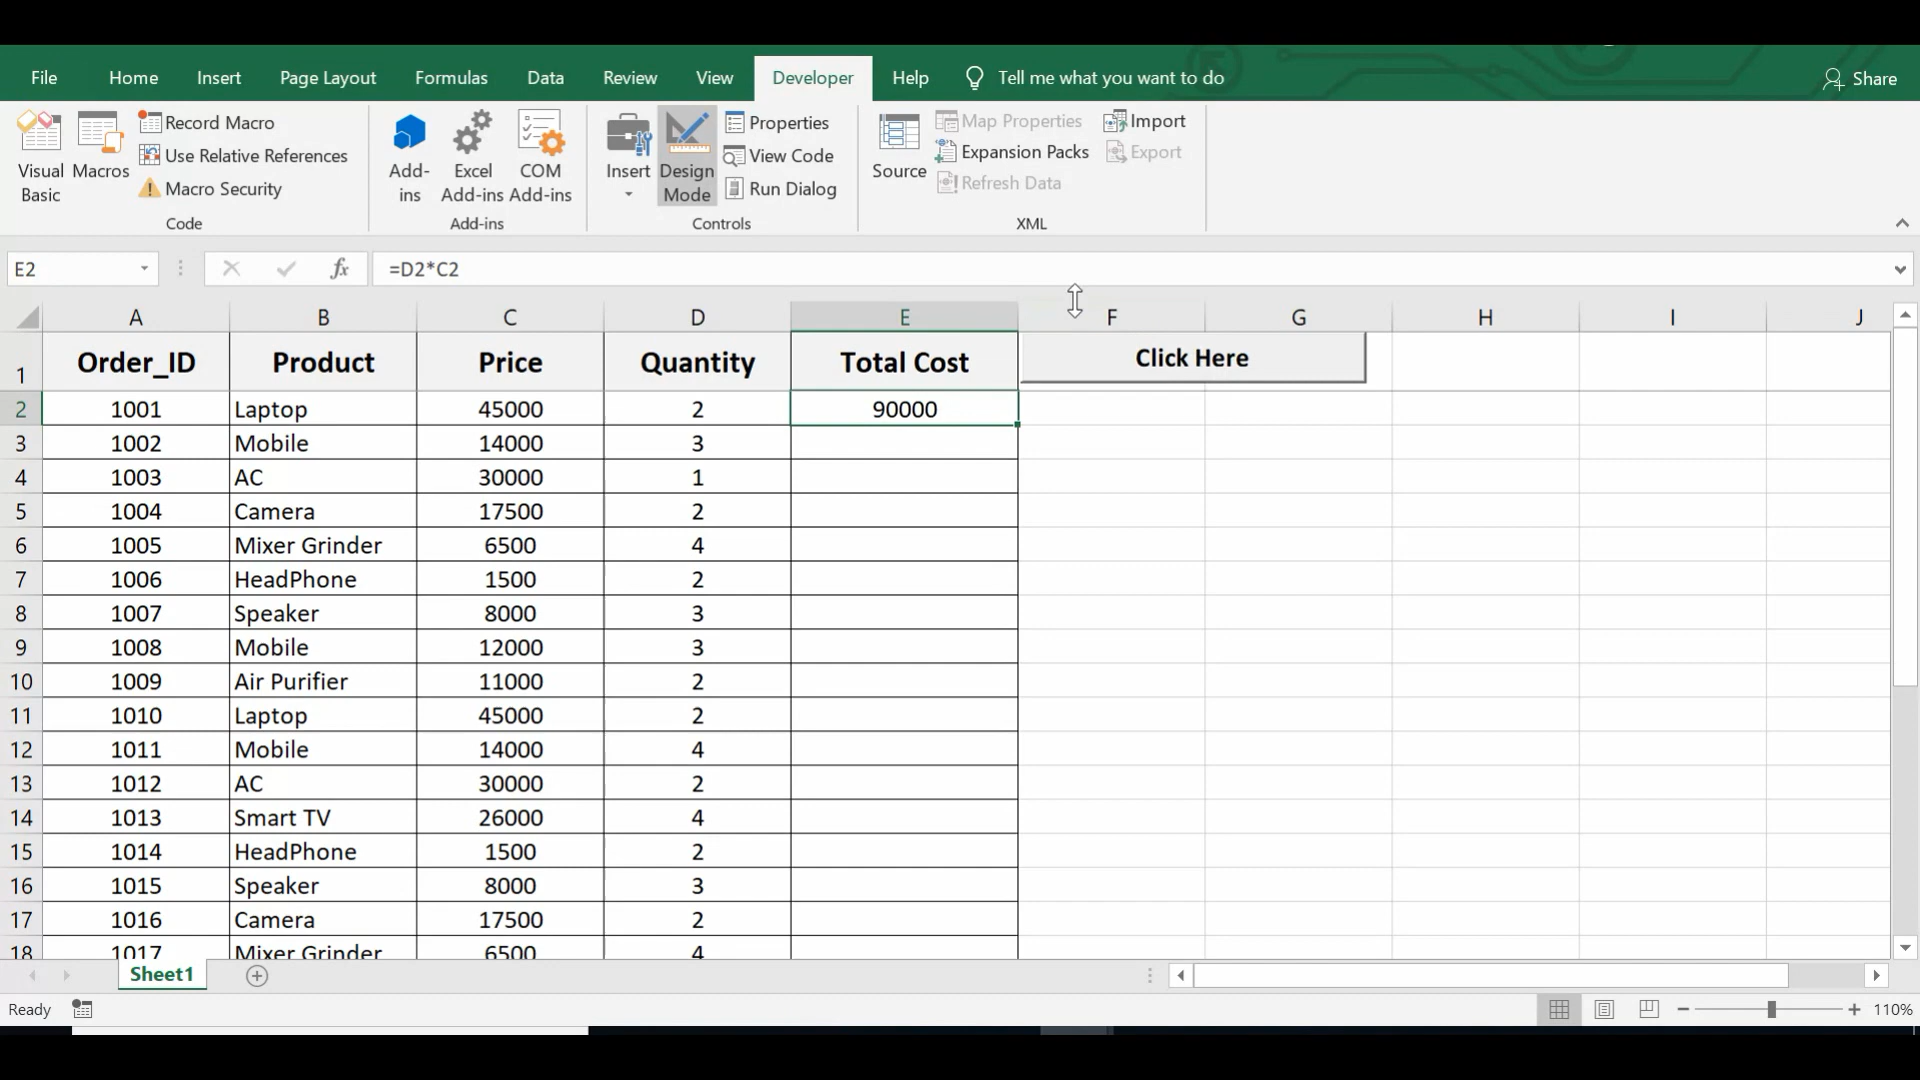 File Home Insert Page Layout Formulas Data Review View Developer Help Tell me what you want to do Share
Visual Basic
Macros
Record Macro
Use Relative References
Macro Security
Code
Add-ins
Excel Add-ins
COM Add-ins
Add-ins
Insert
Design Mode
Properties
View Code
Run Dialog
Controls
Source
Map Properties
Expansion Packs
Refresh Data
Import
Export
XML
E2 fx =D2*C2
A B C D E F G H I J
1 Order_ID Product Price Quantity Total Cost Click Here
2 1001 Laptop 45000 2 90000
3 1002 Mobile 14000 3
4 1003 AC 30000 1
5 1004 Camera 17500 2
6 1005 Mixer Grinder 6500 4
7 1006 HeadPhone 1500 2
8 1007 Speaker 8000 3
9 1008 Mobile 12000 3
10 1009 Air Purifier 11000 2
11 1010 Laptop 45000 2
12 1011 Mobile 14000 4
13 1012 AC 30000 2
14 1013 Smart TV 26000 4
15 1014 HeadPhone 1500 2
16 1015 Speaker 8000 3
17 1016 Camera 17500 2
18 1017 Mixer Grinder 6500 4
Sheet1
Ready 110%